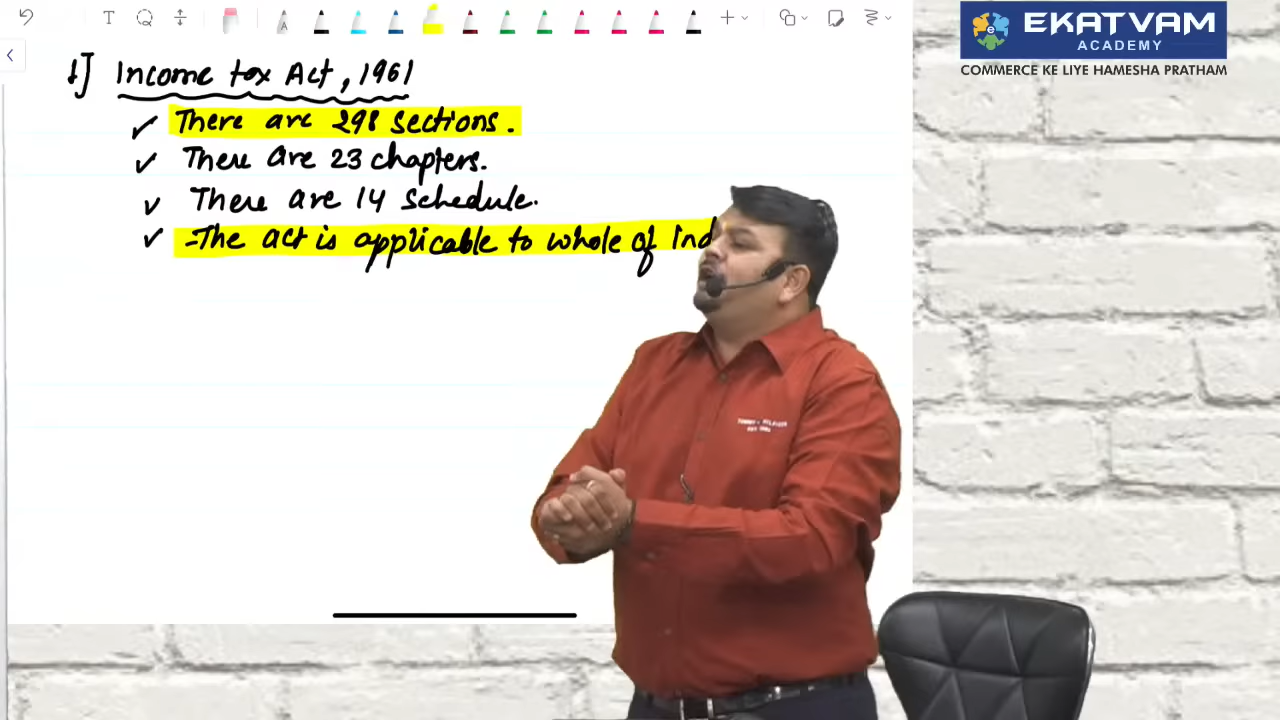 EKATVAM
ACADEMY
COMMERCE KE LIYE HAMESHA PRATHAM
1] Income tax Act, 1961
✓ There are 298 sections.
✓ There are 23 chapters.
✓ There are 14 schedule.
✓ -The act is applicable to whole of Ind